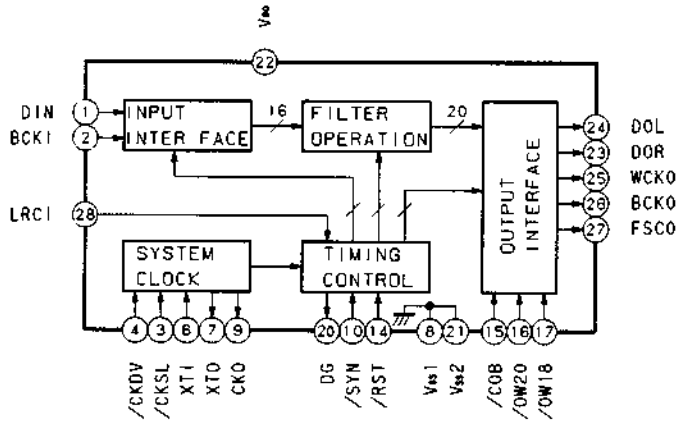 VDD
22
DIN 1 INPUT INTER FACE 16 FILTER OPERATION 20 OUTPUT INTERFACE 24 DOL
BCKI 2
23 DOR
25 WCKO
26 BCKO
27 FSCO
LRCI 28
SYSTEM CLOCK
TIMING CONTROL
4 3 6 7 9 20 10 14 8 21 15 16 17
/CKDV
/CKSL
XTI
XTO
CKO
DG
/SYN
/RST
VSS1
VSS2
/COB
/OW20
/OW18